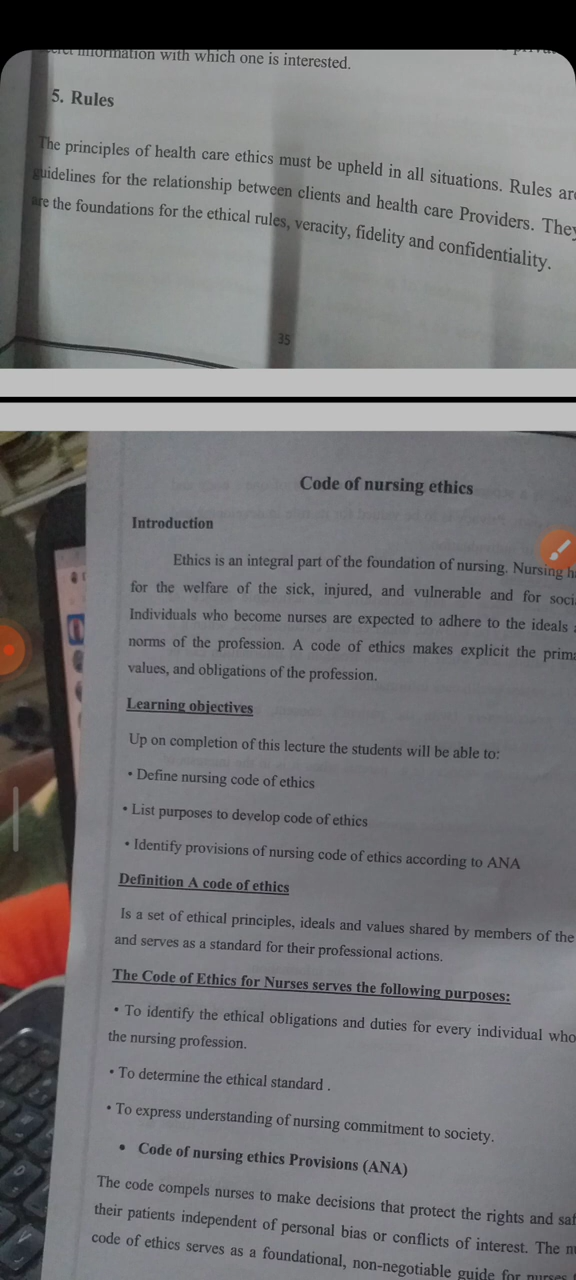 information with which one is interested.
5. Rules
The principles of health care ethics must be upheld in all situations. Rules are
guidelines for the relationship between clients and health care Providers. They
are the foundations for the ethical rules, veracity, fidelity and confidentiality.
35
Code of nursing ethics
Introduction
Ethics is an integral part of the foundation of nursing. Nursing
for the welfare of the sick, injured, and vulnerable and for
Individuals who become nurses are expected to adhere to the ideals
norms of the profession. A code of ethics makes explicit the
values, and obligations of the profession.
Learning objectives
Up on completion of this lecture the students will be able to:
• Define nursing code of ethics
• List purposes to develop code of ethics
• Identify provisions of nursing code of ethics according to ANA
Definition A code of ethics
Is a set of ethical principles, ideals and values shared by members of the
and serves as a standard for their professional actions.
The Code of Ethics for Nurses serves the following purposes:
• To identify the ethical obligations and duties for every individual who
the nursing profession.
• To determine the ethical standard .
• To express understanding of nursing commitment to society.
• Code of nursing ethics Provisions (ANA)
The code compels nurses to make decisions that protect the rights and
their patients independent of personal bias or conflicts of interest. The
code of ethics serves as a foundational, non-negotiable guide for nurses